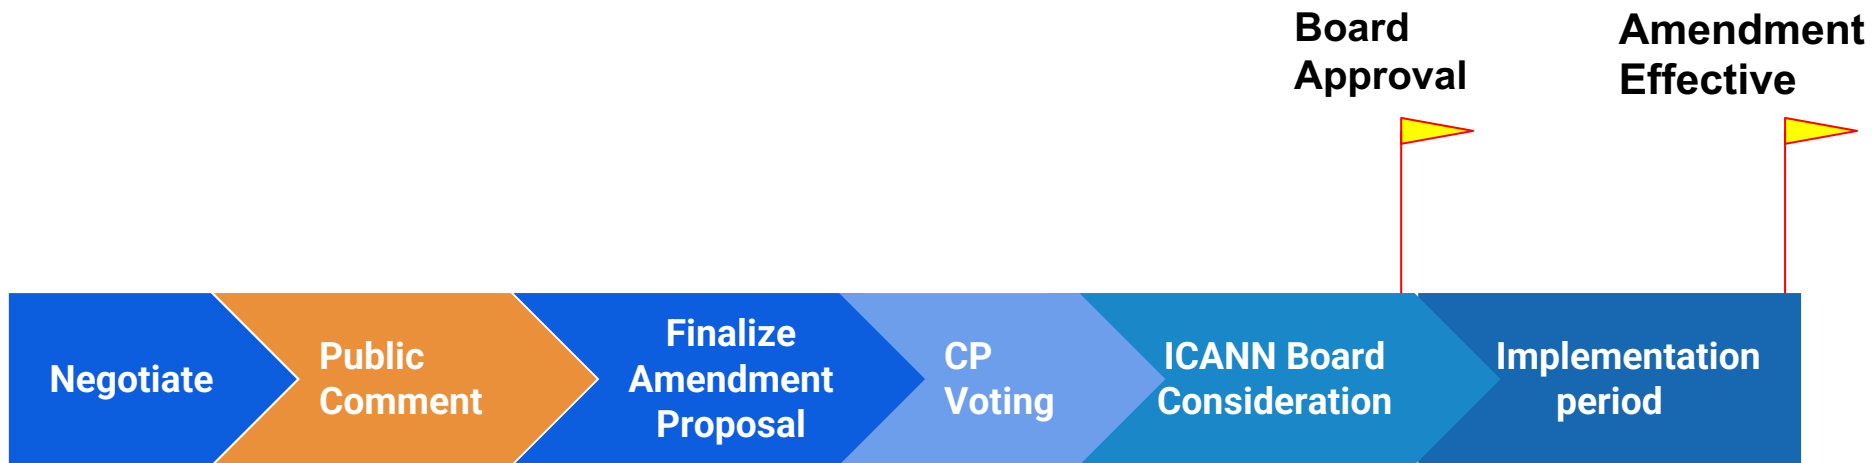 Board
Approval
Amendment
Effective
Negotiate
Public
Comment
Finalize
Amendment
Proposal
CP
Voting
ICANN Board
Consideration
Implementation
period